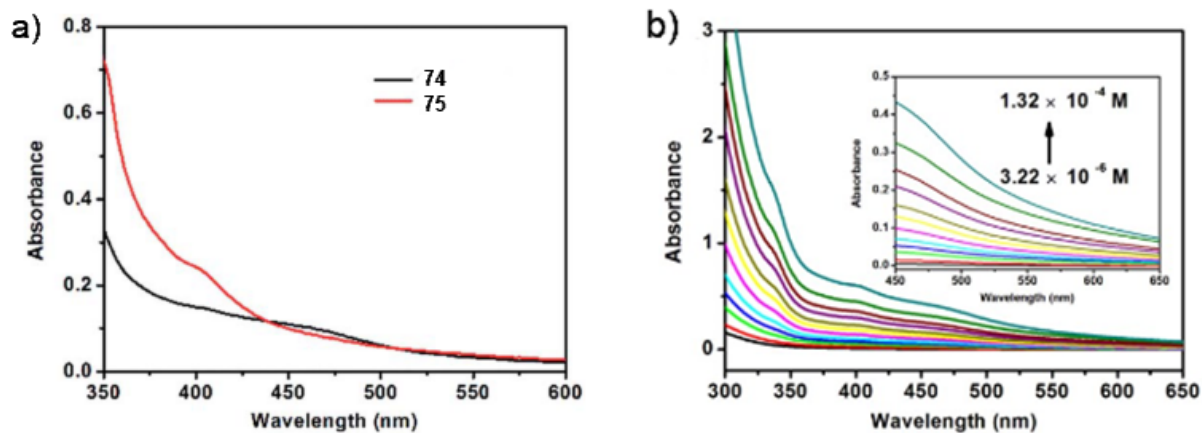 a)
0.8
0.6
0.4
0.2
0.0
Absorbance
74
75
350 400 450 500 550 600
Wavelength (nm)
b)
3
2
1
0
Absorbance
300 350 400 450 500 550 600 650
Wavelength (nm)
0.5
0.4
0.3
0.2
0.1
0.0
Absorbance
1.32 × 10 -4 M
3.22 × 10 -6 M
450 500 550 600 650
Wavelength (nm)